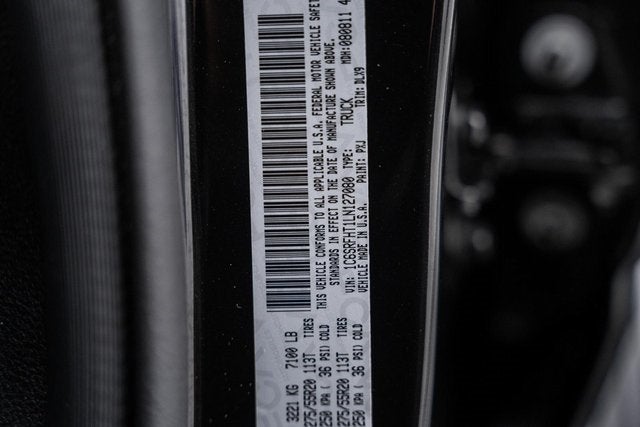 3221 KG 7100 LB
275/55R20 113T TIRES
250 KPA ( 36 PSI) COLD
275/55R20 113T TIRES
250 KPA ( 36 PSI) COLD
THIS VEHICLE CONFORMS TO ALL APPLICABLE U.S.A. FEDERAL MOTOR VEHICLE SAFET
STANDARDS IN EFFECT ON THE DATE OF MANUFACTURE SHOWN ABOVE.
VIN: 1C6SRFHT1LN127080 TYPE: TRUCK MDH: 080811 4
VEHICLE MADE IN U.S.A. PAINT: PXJ TRIM: DLX9